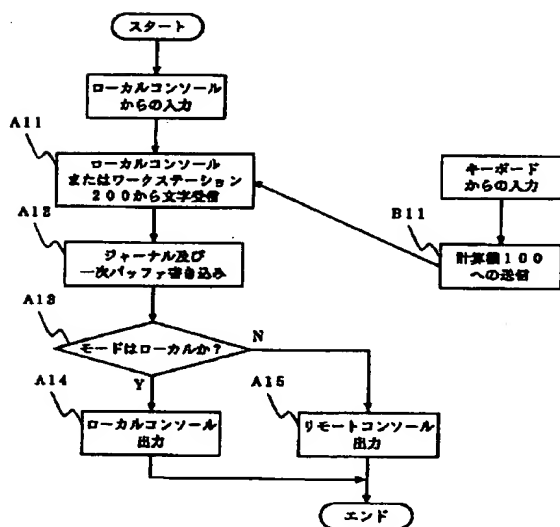 スタート
ローカルコンソール
からの入力
A11
ローカルコンソール
またはワークステーション
200から文字受信
キーボード
からの入力
A12
B11
ジャーナル及び
一次バッファ書き込み
計算機100
への送信
A13
モードはローカルか?
N
Y
A14
A15
ローカルコンソール
出力
リモートコンソール
出力
エンド